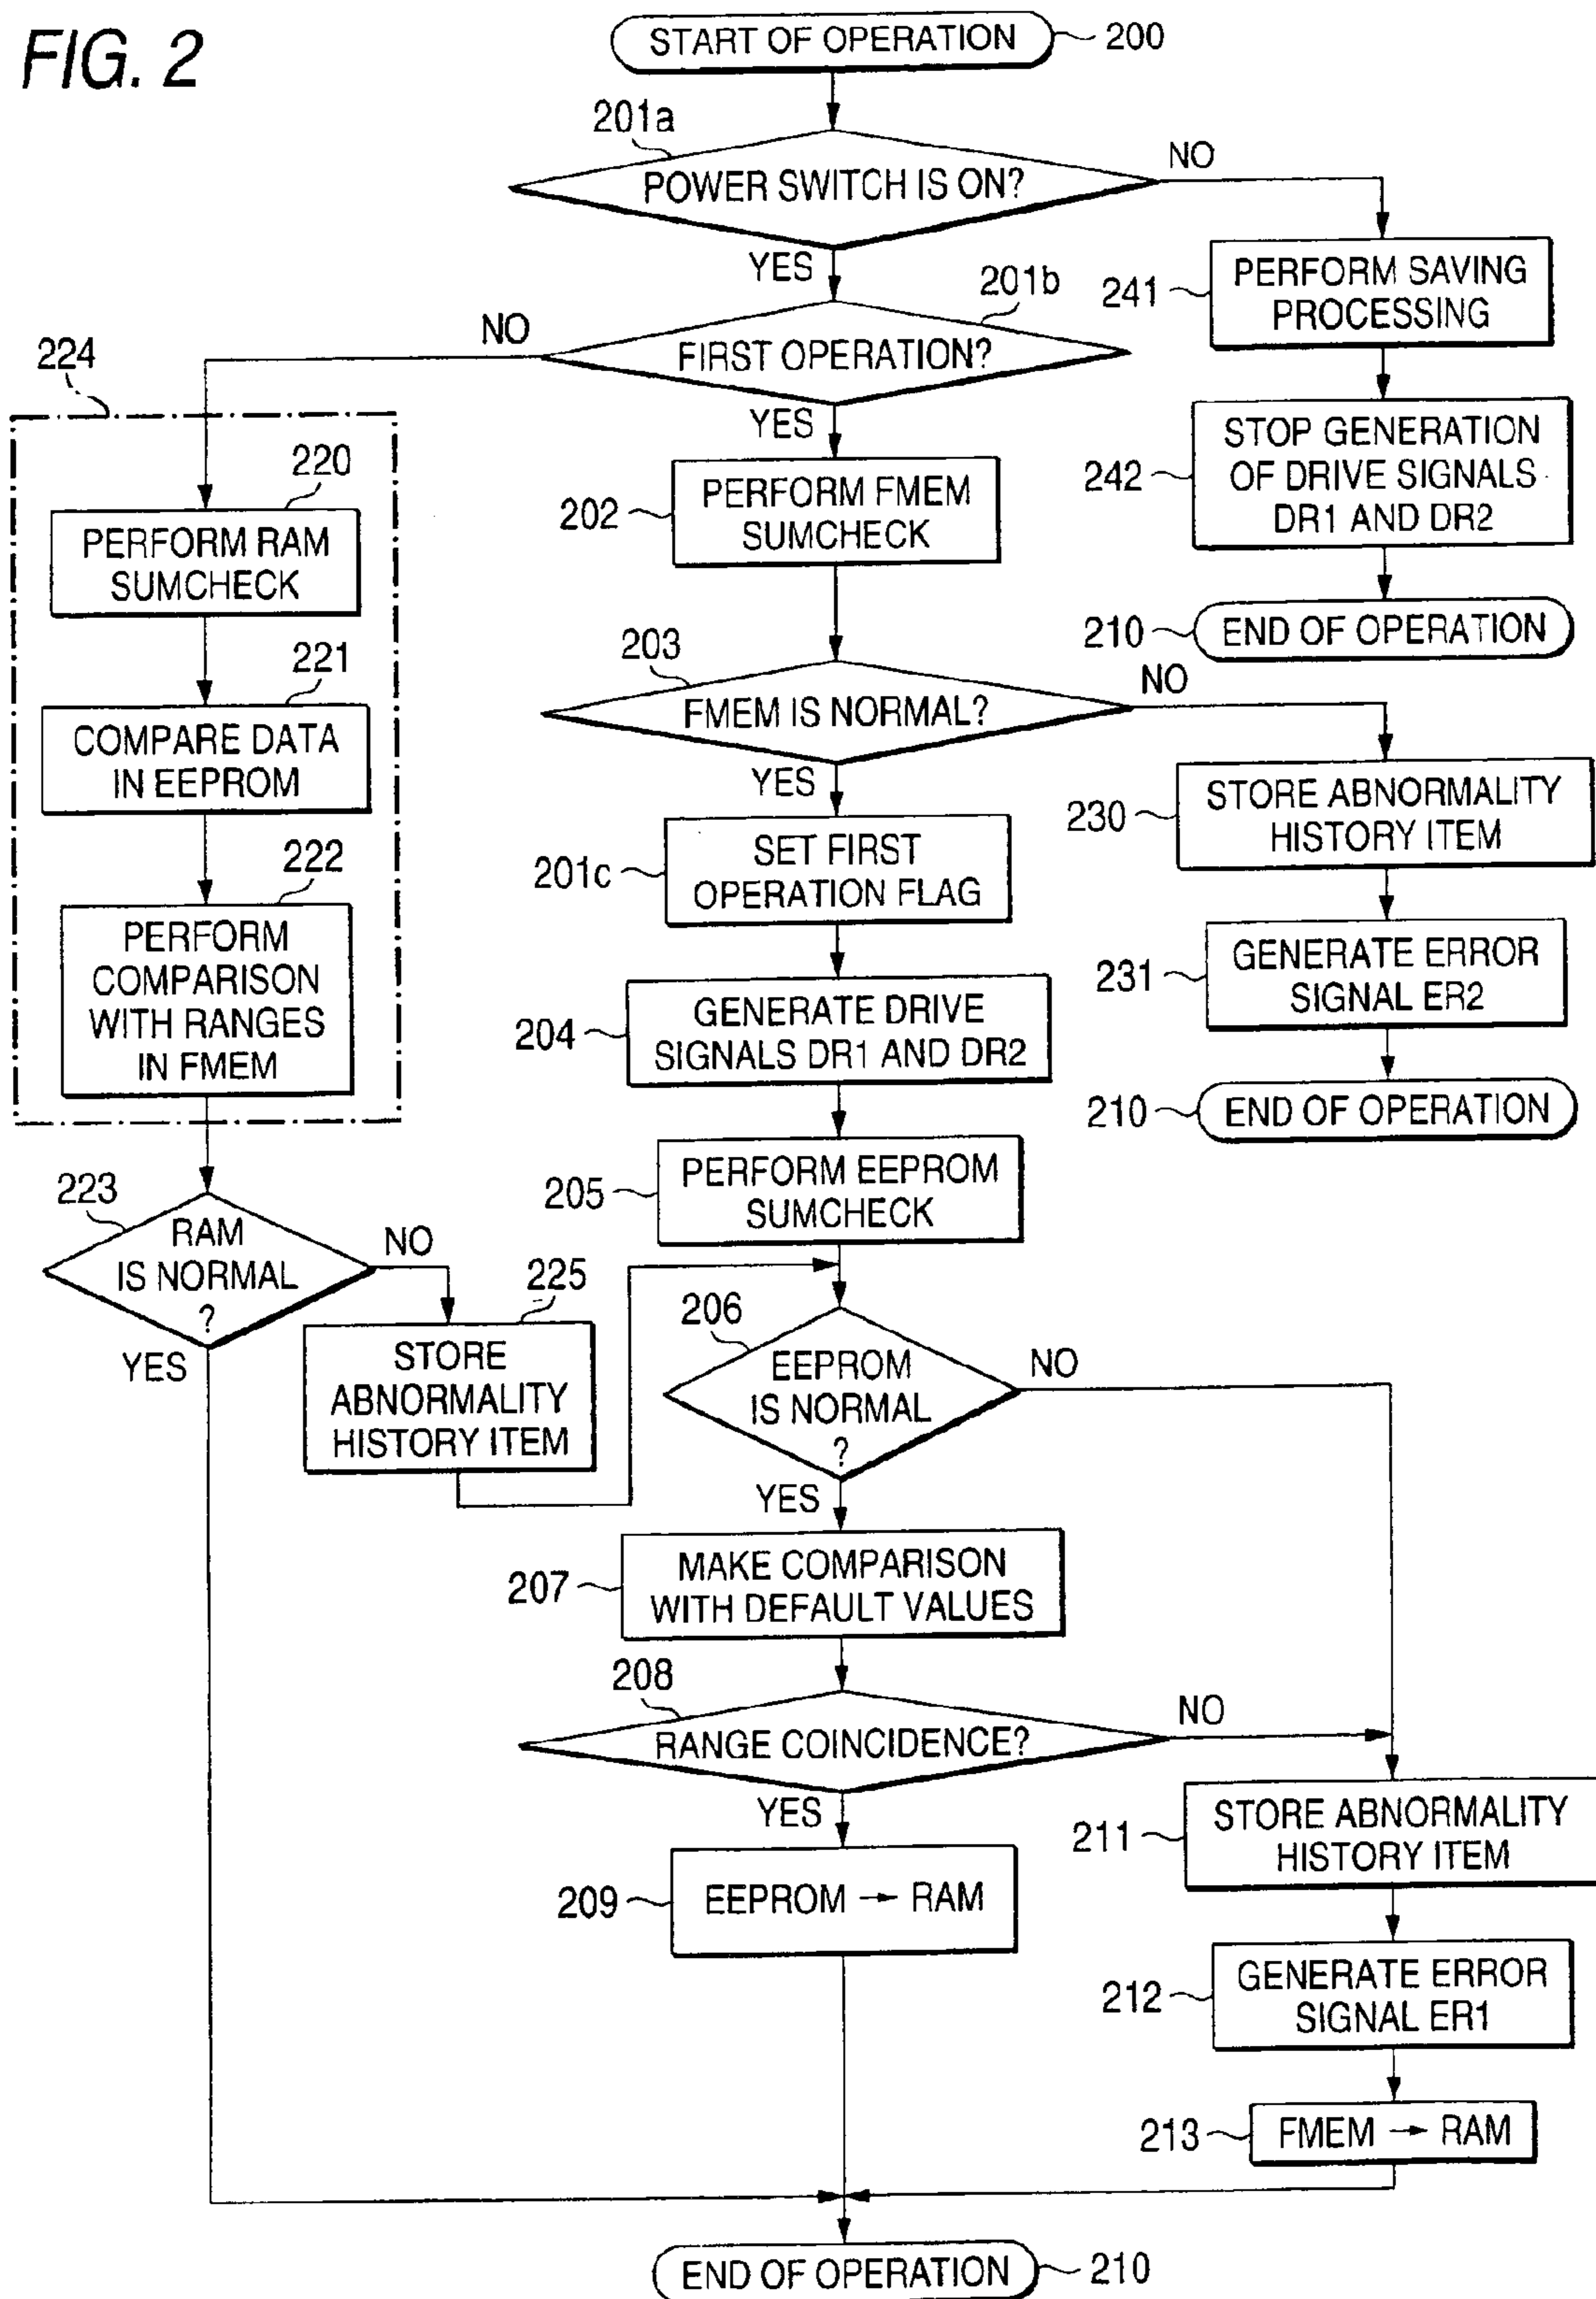 FIG. 2
START OF OPERATION
200
201a
POWER SWITCH IS ON?
NO
YES
241
PERFORM SAVING
PROCESSING
201b
FIRST OPERATION?
NO
YES
242
STOP GENERATION
OF DRIVE SIGNALS
DR1 AND DR2
210
END OF OPERATION
224
220
PERFORM RAM
SUMCHECK
221
COMPARE DATA
IN EEPROM
222
PERFORM
COMPARISON
WITH RANGES
IN FMEM
202
PERFORM FMEM
SUMCHECK
203
FMEM IS NORMAL?
NO
YES
230
STORE ABNORMALITY
HISTORY ITEM
231
GENERATE ERROR
SIGNAL ER2
210
END OF OPERATION
201c
SET FIRST
OPERATION FLAG
204
GENERATE DRIVE
SIGNALS DR1 AND DR2
205
PERFORM EEPROM
SUMCHECK
223
RAM
IS NORMAL
?
NO
YES
225
STORE
ABNORMALITY
HISTORY ITEM
206
EEPROM
IS NORMAL
?
NO
YES
207
MAKE COMPARISON
WITH DEFAULT VALUES
208
RANGE COINCIDENCE?
NO
YES
209
EEPROM → RAM
211
STORE ABNORMALITY
HISTORY ITEM
212
GENERATE ERROR
SIGNAL ER1
213
FMEM → RAM
END OF OPERATION
210